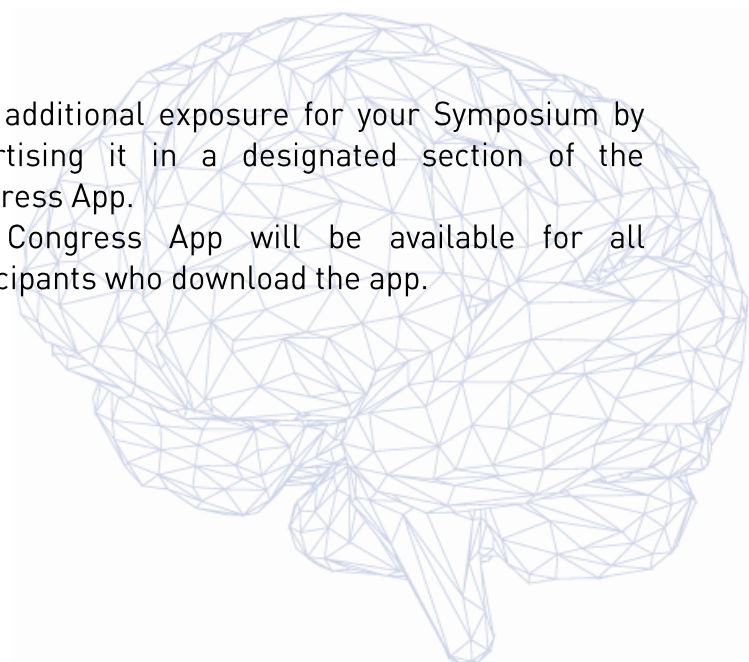 additional exposure for your Symposium by
rtising it in a designated section of the
ress App.
Congress App will be available for all
cipants who download the app.